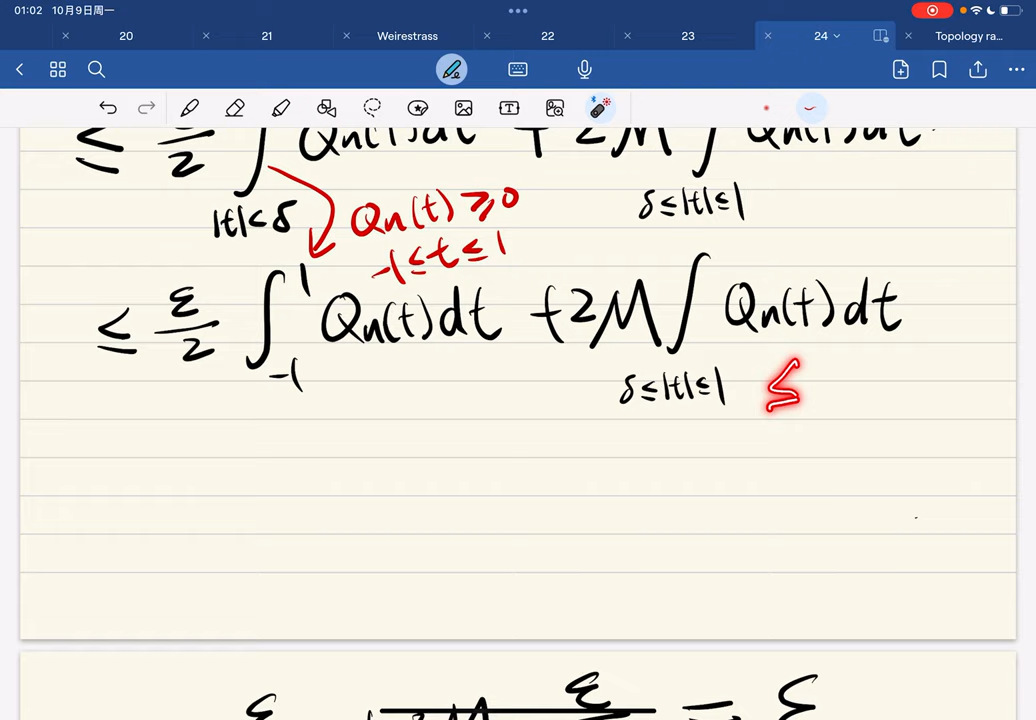 01:02 10月9日周一
20 21 Weirestrass 22 23 24 Topology ra...
≤ ε/2 ∫ Qn(t)dt + 2M ∫ Qn(t)dt.
|t|<δ δ≤|t|≤1
Qn(t) ≥ 0
-1≤t≤1
≤ ε/2 ∫_{-1}^{1} Qn(t)dt + 2M ∫ Qn(t)dt
δ≤|t|≤1 ≤